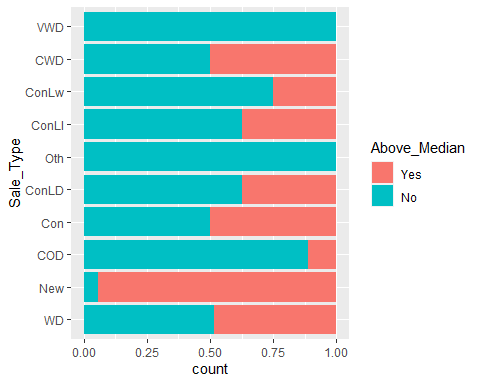 VWD
CWD
ConLw
ConLI
Oth
ConLD
Con
COD
New
WD
Sale_Type
0.00 0.25 0.50 0.75 1.00
count
Above_Median
Yes
No